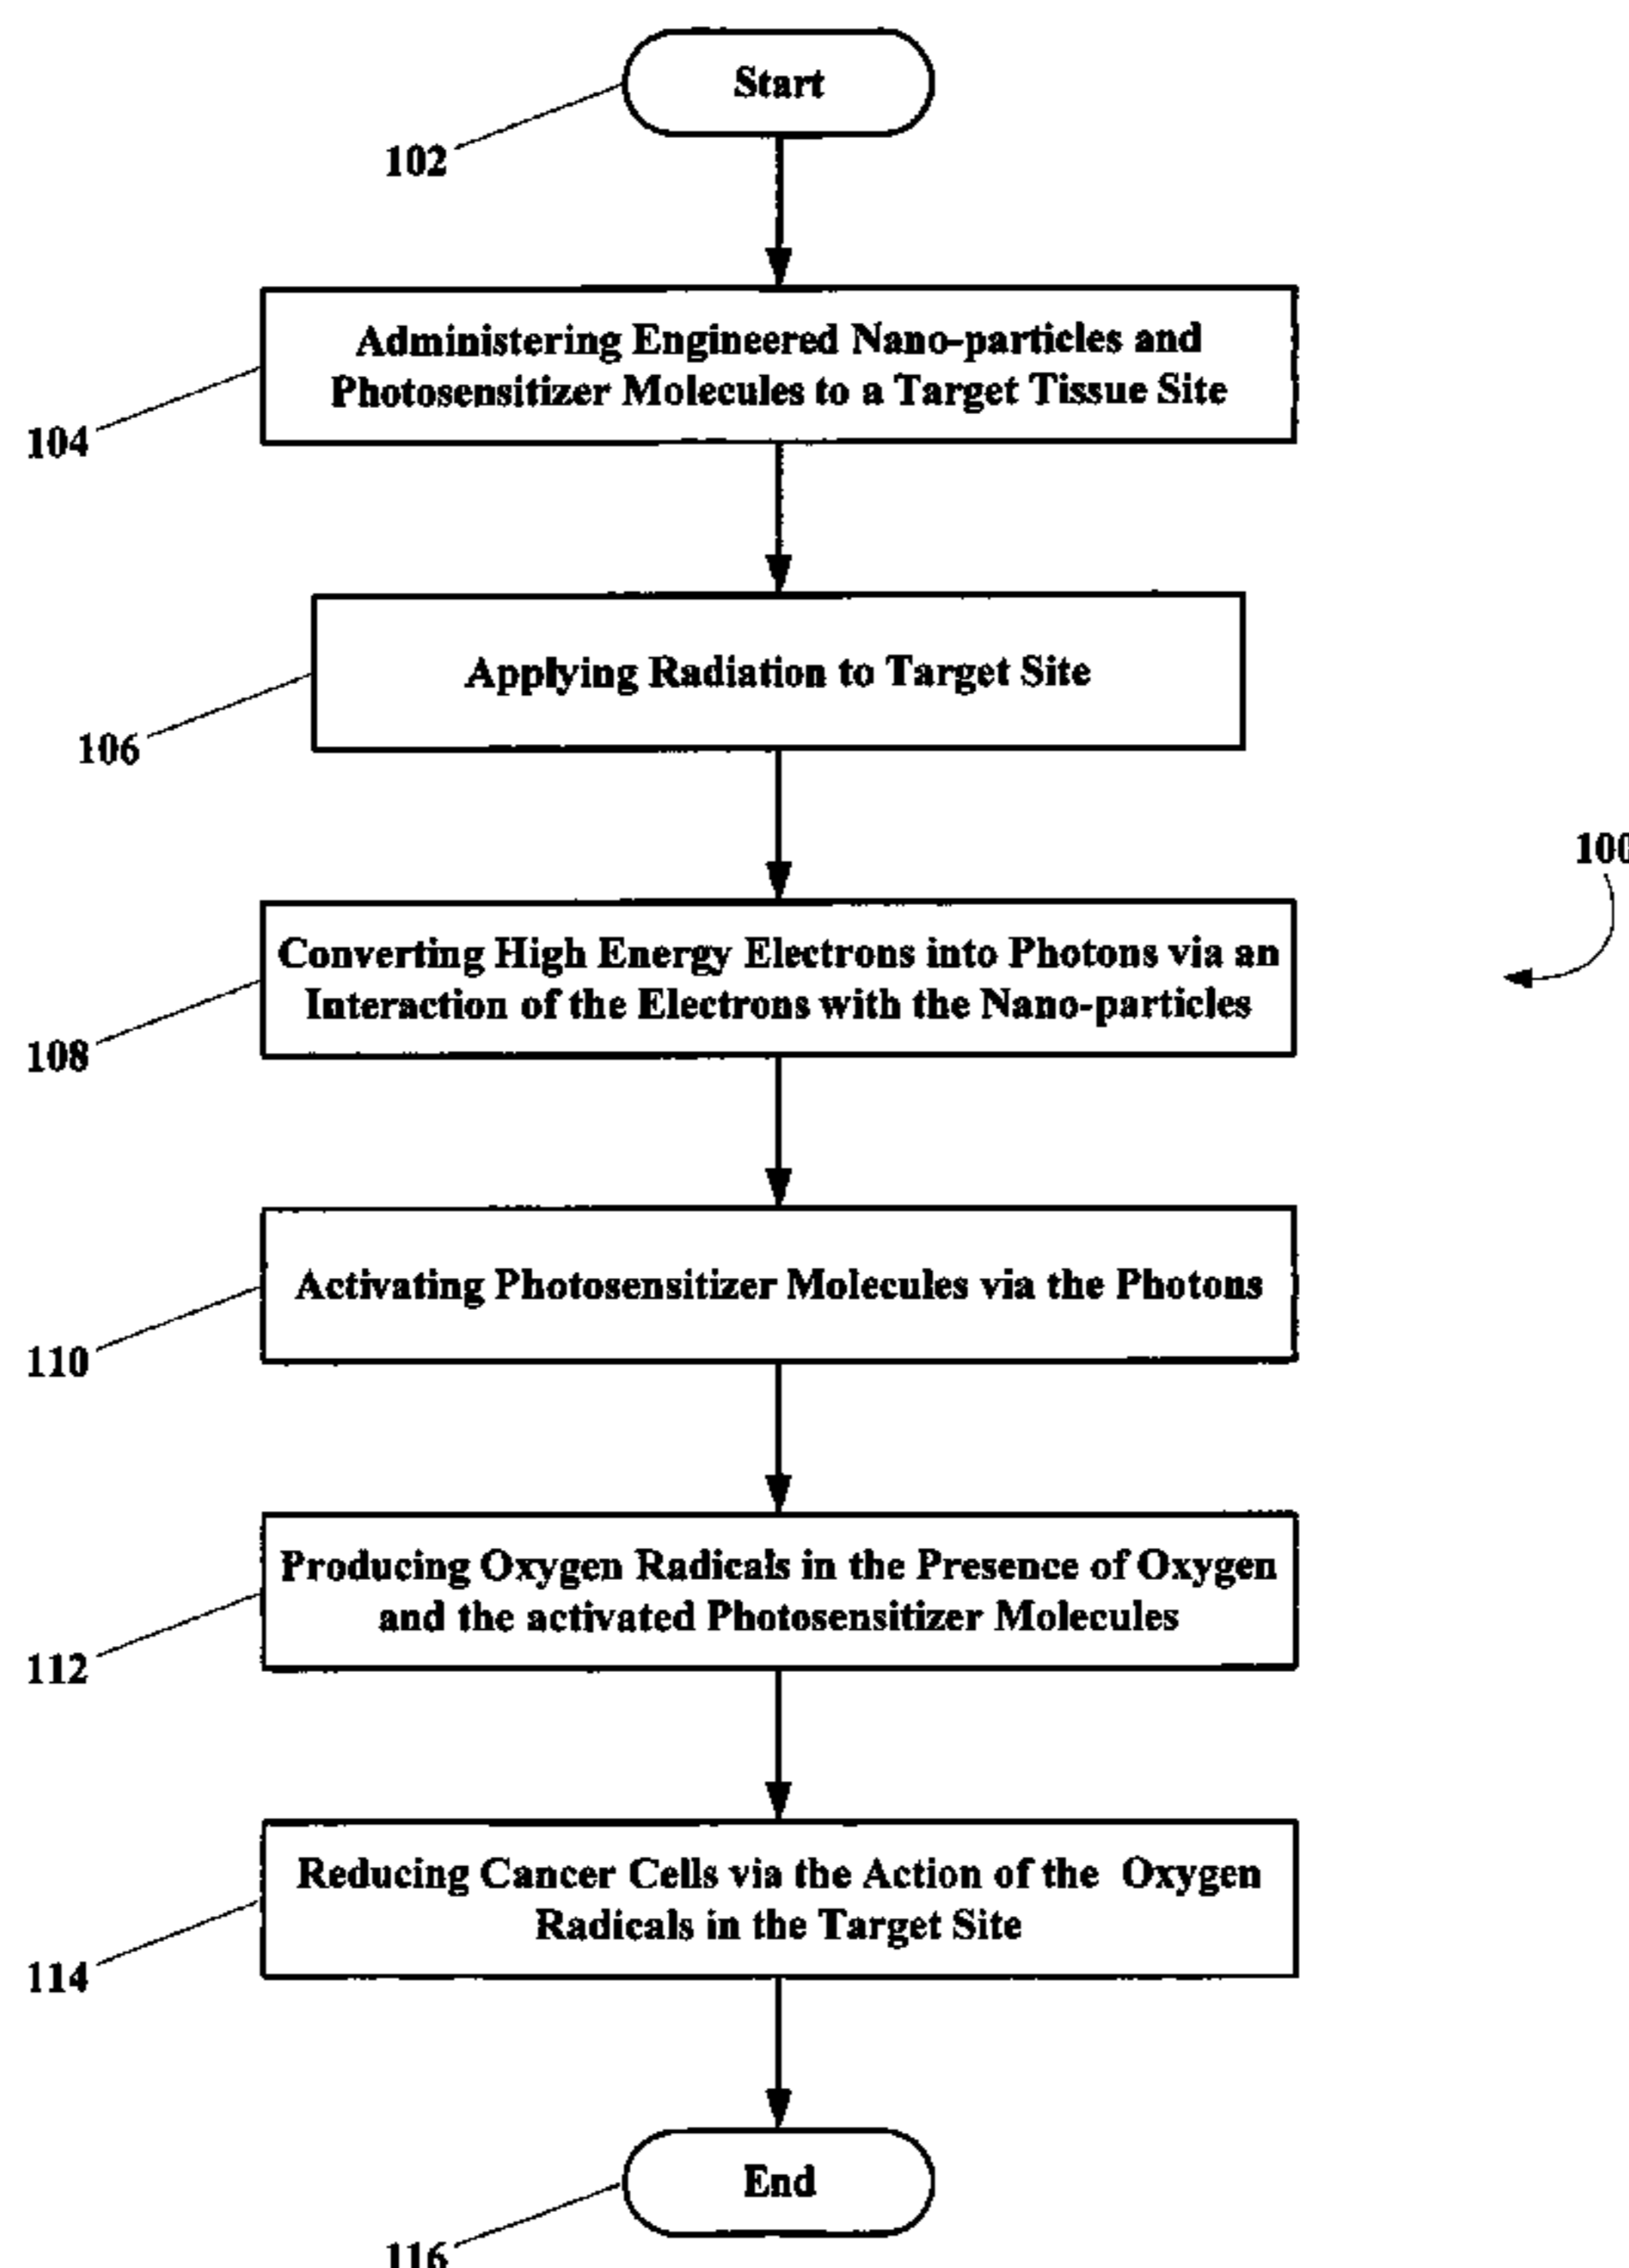 Start
102
Administering Engineered Nano-particles and
Photosensitizer Molecules to a Target Tissue Site
104
Applying Radiation to Target Site
106
100
Converting High Energy Electrons into Photons via an
Interaction of the Electrons with the Nano-particles
108
Activating Photosensitizer Molecules via the Photons
110
Producing Oxygen Radicals in the Presence of Oxygen
and the activated Photosensitizer Molecules
112
Reducing Cancer Cells via the Action of the Oxygen
Radicals in the Target Site
114
End
116